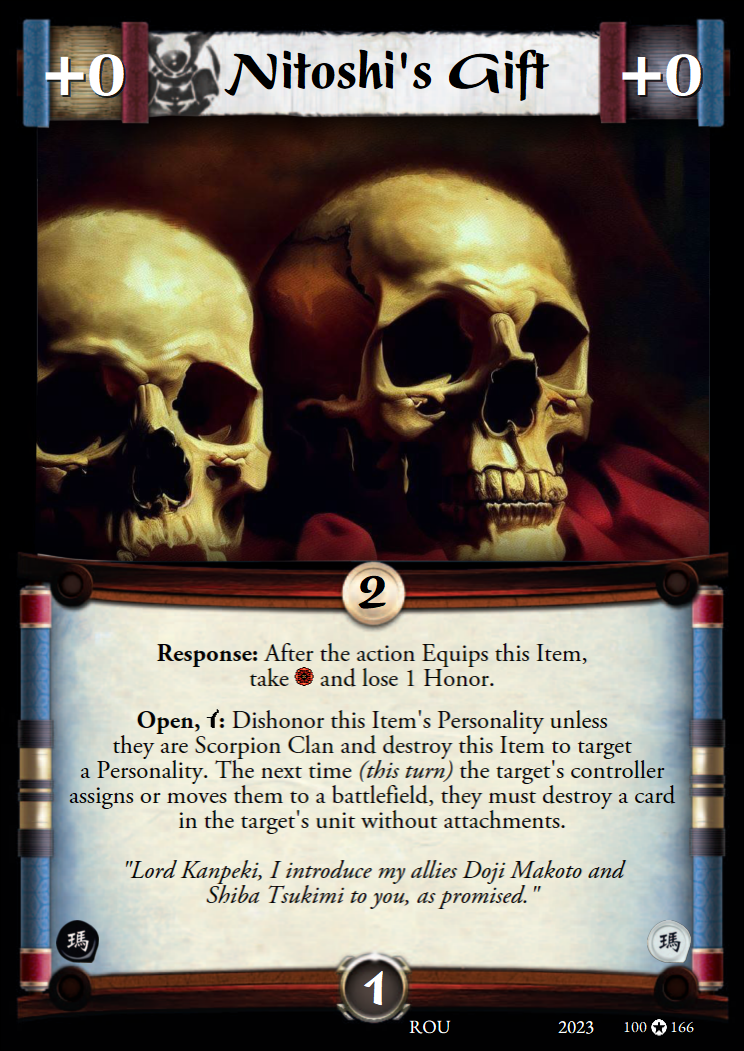 +0
Nitoshi's Gift
+0
2
Response: After the action Equips this Item,
take and lose 1 Honor.
Open, : Dishonor this Item's Personality unless
they are Scorpion Clan and destroy this Item to target
a Personality. The next time (this turn) the target's controller
assigns or moves them to a battlefield, they must destroy a card
in the target's unit without attachments.
"Lord Kanpeki, I introduce my allies Doji Makoto and
Shiba Tsukimi to you, as promised."
瑪
瑪
1
ROU 2023 100 166